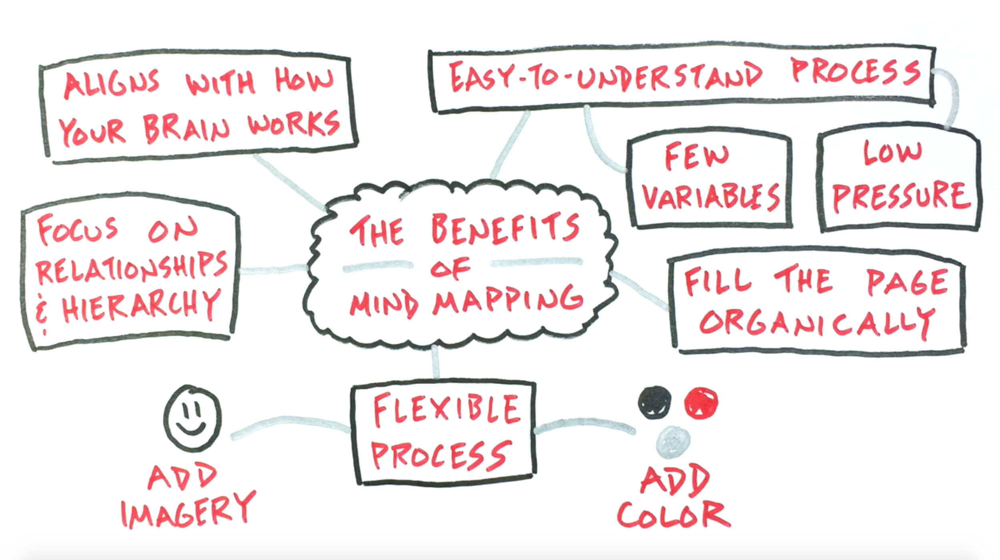 ALIGNS WITH HOW
YOUR BRAIN WORKS
EASY-TO-UNDERSTAND PROCESS
FEW
VARIABLES
LOW
PRESSURE
FOCUS ON
RELATIONSHIPS
& HIERARCHY
THE BENEFITS
OF
MIND MAPPING
FILL THE PAGE
ORGANICALLY
FLEXIBLE
PROCESS
ADD
IMAGERY
ADD
COLOR